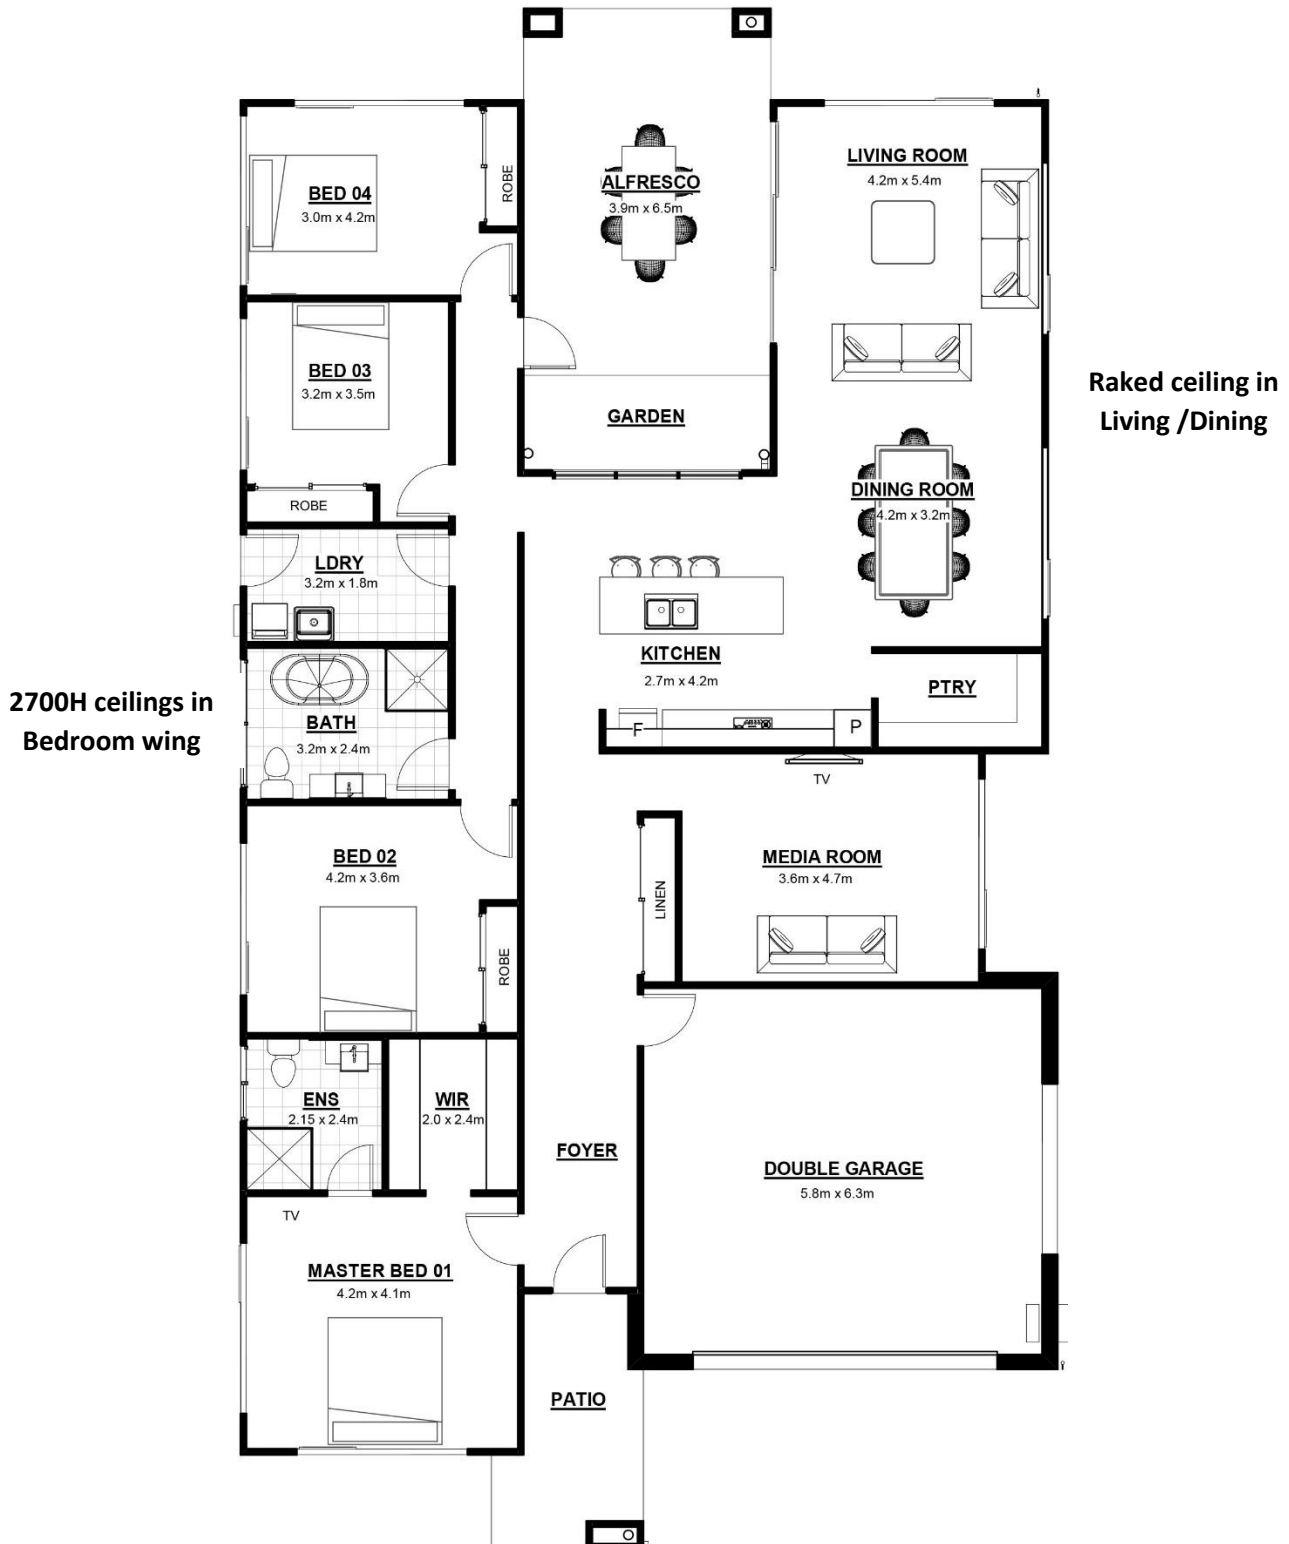 LIVING ROOM
4.2m x 5.4m
ALFRESCO
3.9m x 6.5m
BED 04
3.0m x 4.2m
ROBE
BED 03
3.2m x 3.5m
ROBE
GARDEN
Raked ceiling in
Living /Dining
DINING ROOM
4.2m x 3.2m
LDRY
3.2m x 1.8m
KITCHEN
2.7m x 4.2m
PTRY
2700H ceilings in
Bedroom wing
BATH
3.2m x 2.4m
F
P
TV
BED 02
4.2m x 3.6m
ROBE
LINEN
MEDIA ROOM
3.6m x 4.7m
ENS
2.15 x 2.4m
WIR
2.0 x 2.4m
FOYER
DOUBLE GARAGE
5.8m x 6.3m
TV
MASTER BED 01
4.2m x 4.1m
PATIO